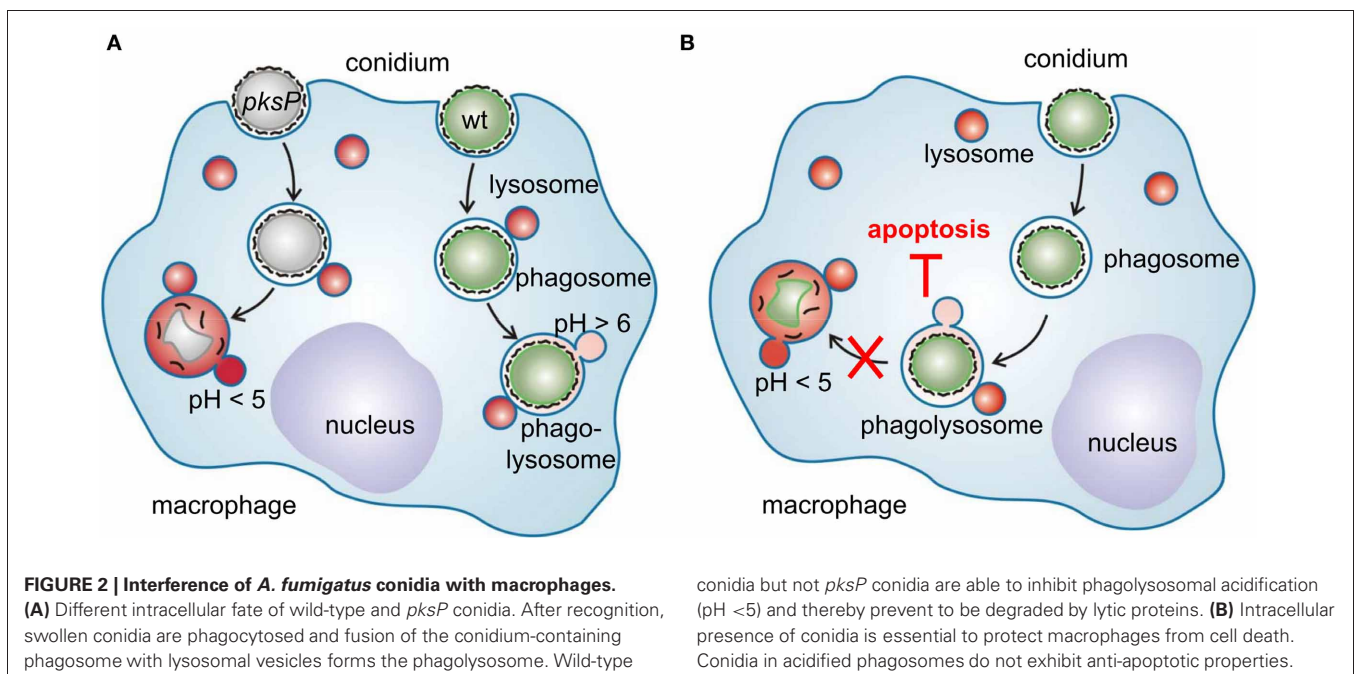 A
conidium
pksP
wt
lysosome
phagosome
pH > 6
pH < 5
nucleus
phago-
lysosome
macrophage
B
conidium
lysosome
apoptosis
phagosome
pH < 5
phagolysosome
nucleus
macrophage
FIGURE 2 | Interference of A. fumigatus conidia with macrophages.
(A) Different intracellular fate of wild-type and pksP conidia. After recognition,
swollen conidia are phagocytosed and fusion of the conidium-containing
phagosome with lysosomal vesicles forms the phagolysosome. Wild-type
conidia but not pksP conidia are able to inhibit phagolysosomal acidification
(pH <5) and thereby prevent to be degraded by lytic proteins. (B) Intracellular
presence of conidia is essential to protect macrophages from cell death.
Conidia in acidified phagosomes do not exhibit anti-apoptotic properties.